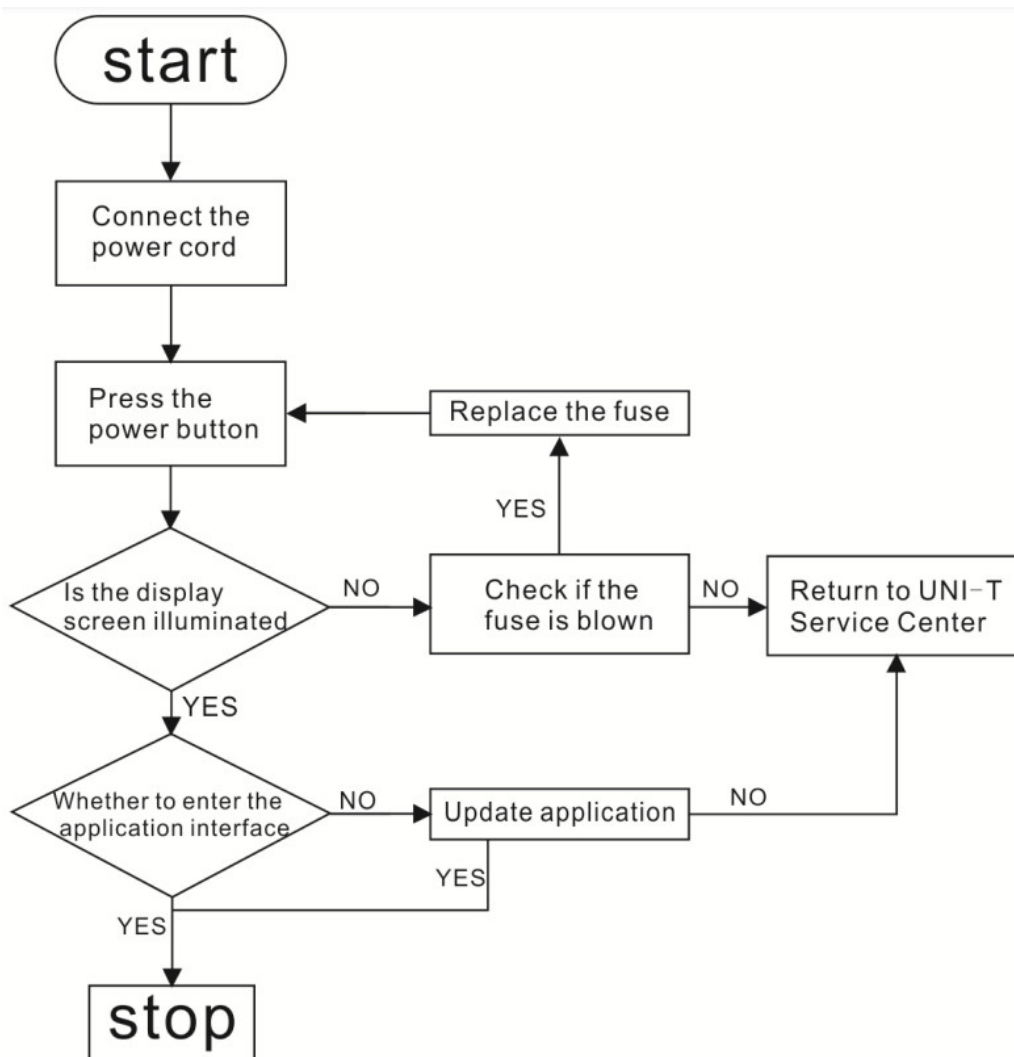 start
Connect the
power cord
Press the
power button
Replace the fuse
YES
Is the display
screen illuminated
NO
Check if the
fuse is blown
NO
Return to UNI-T
Service Center
YES
Whether to enter the
application interface
NO
Update application
NO
YES
YES
stop